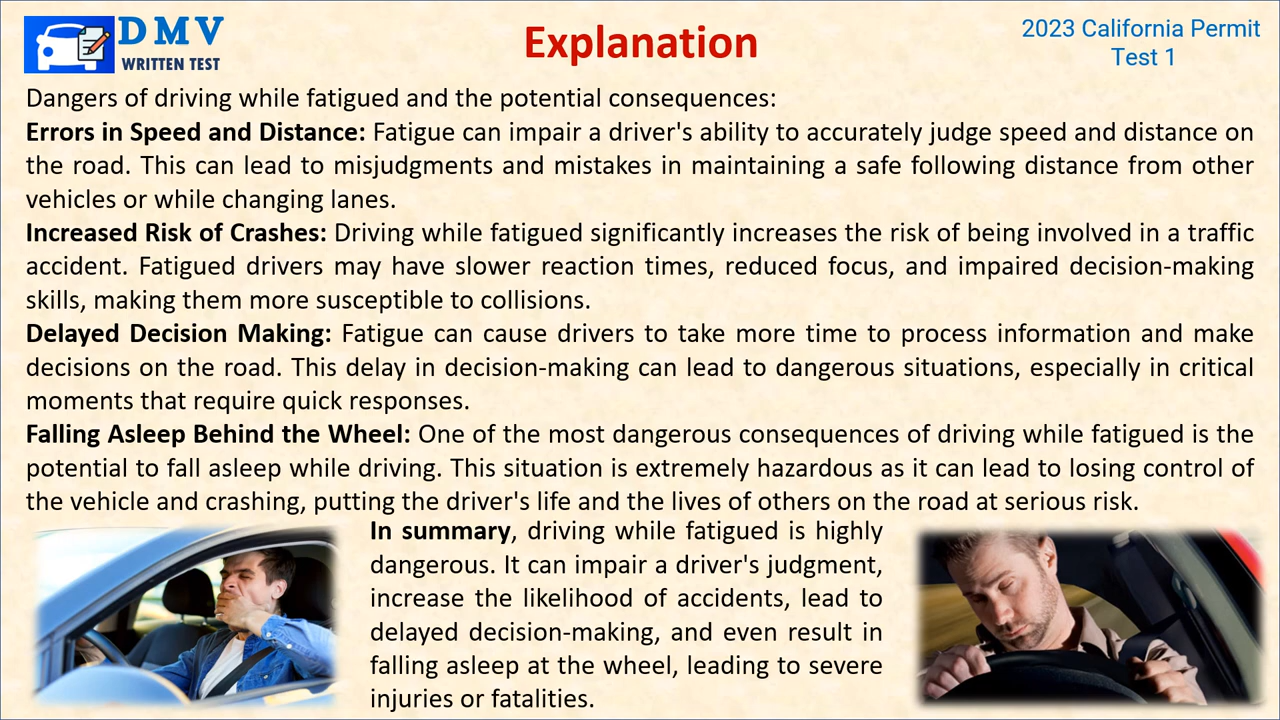 DMV
WRITTEN TEST
Explanation
2023 California Permit
Test 1
Dangers of driving while fatigued and the potential consequences:
Errors in Speed and Distance: Fatigue can impair a driver's ability to accurately judge speed and distance on
the road. This can lead to misjudgments and mistakes in maintaining a safe following distance from other
vehicles or while changing lanes.
Increased Risk of Crashes: Driving while fatigued significantly increases the risk of being involved in a traffic
accident. Fatigued drivers may have slower reaction times, reduced focus, and impaired decision-making
skills, making them more susceptible to collisions.
Delayed Decision Making: Fatigue can cause drivers to take more time to process information and make
decisions on the road. This delay in decision-making can lead to dangerous situations, especially in critical
moments that require quick responses.
Falling Asleep Behind the Wheel: One of the most dangerous consequences of driving while fatigued is the
potential to fall asleep while driving. This situation is extremely hazardous as it can lead to losing control of
the vehicle and crashing, putting the driver's life and the lives of others on the road at serious risk.
In summary, driving while fatigued is highly
dangerous. It can impair a driver's judgment,
increase the likelihood of accidents, lead to
delayed decision-making, and even result in
falling asleep at the wheel, leading to severe
injuries or fatalities.